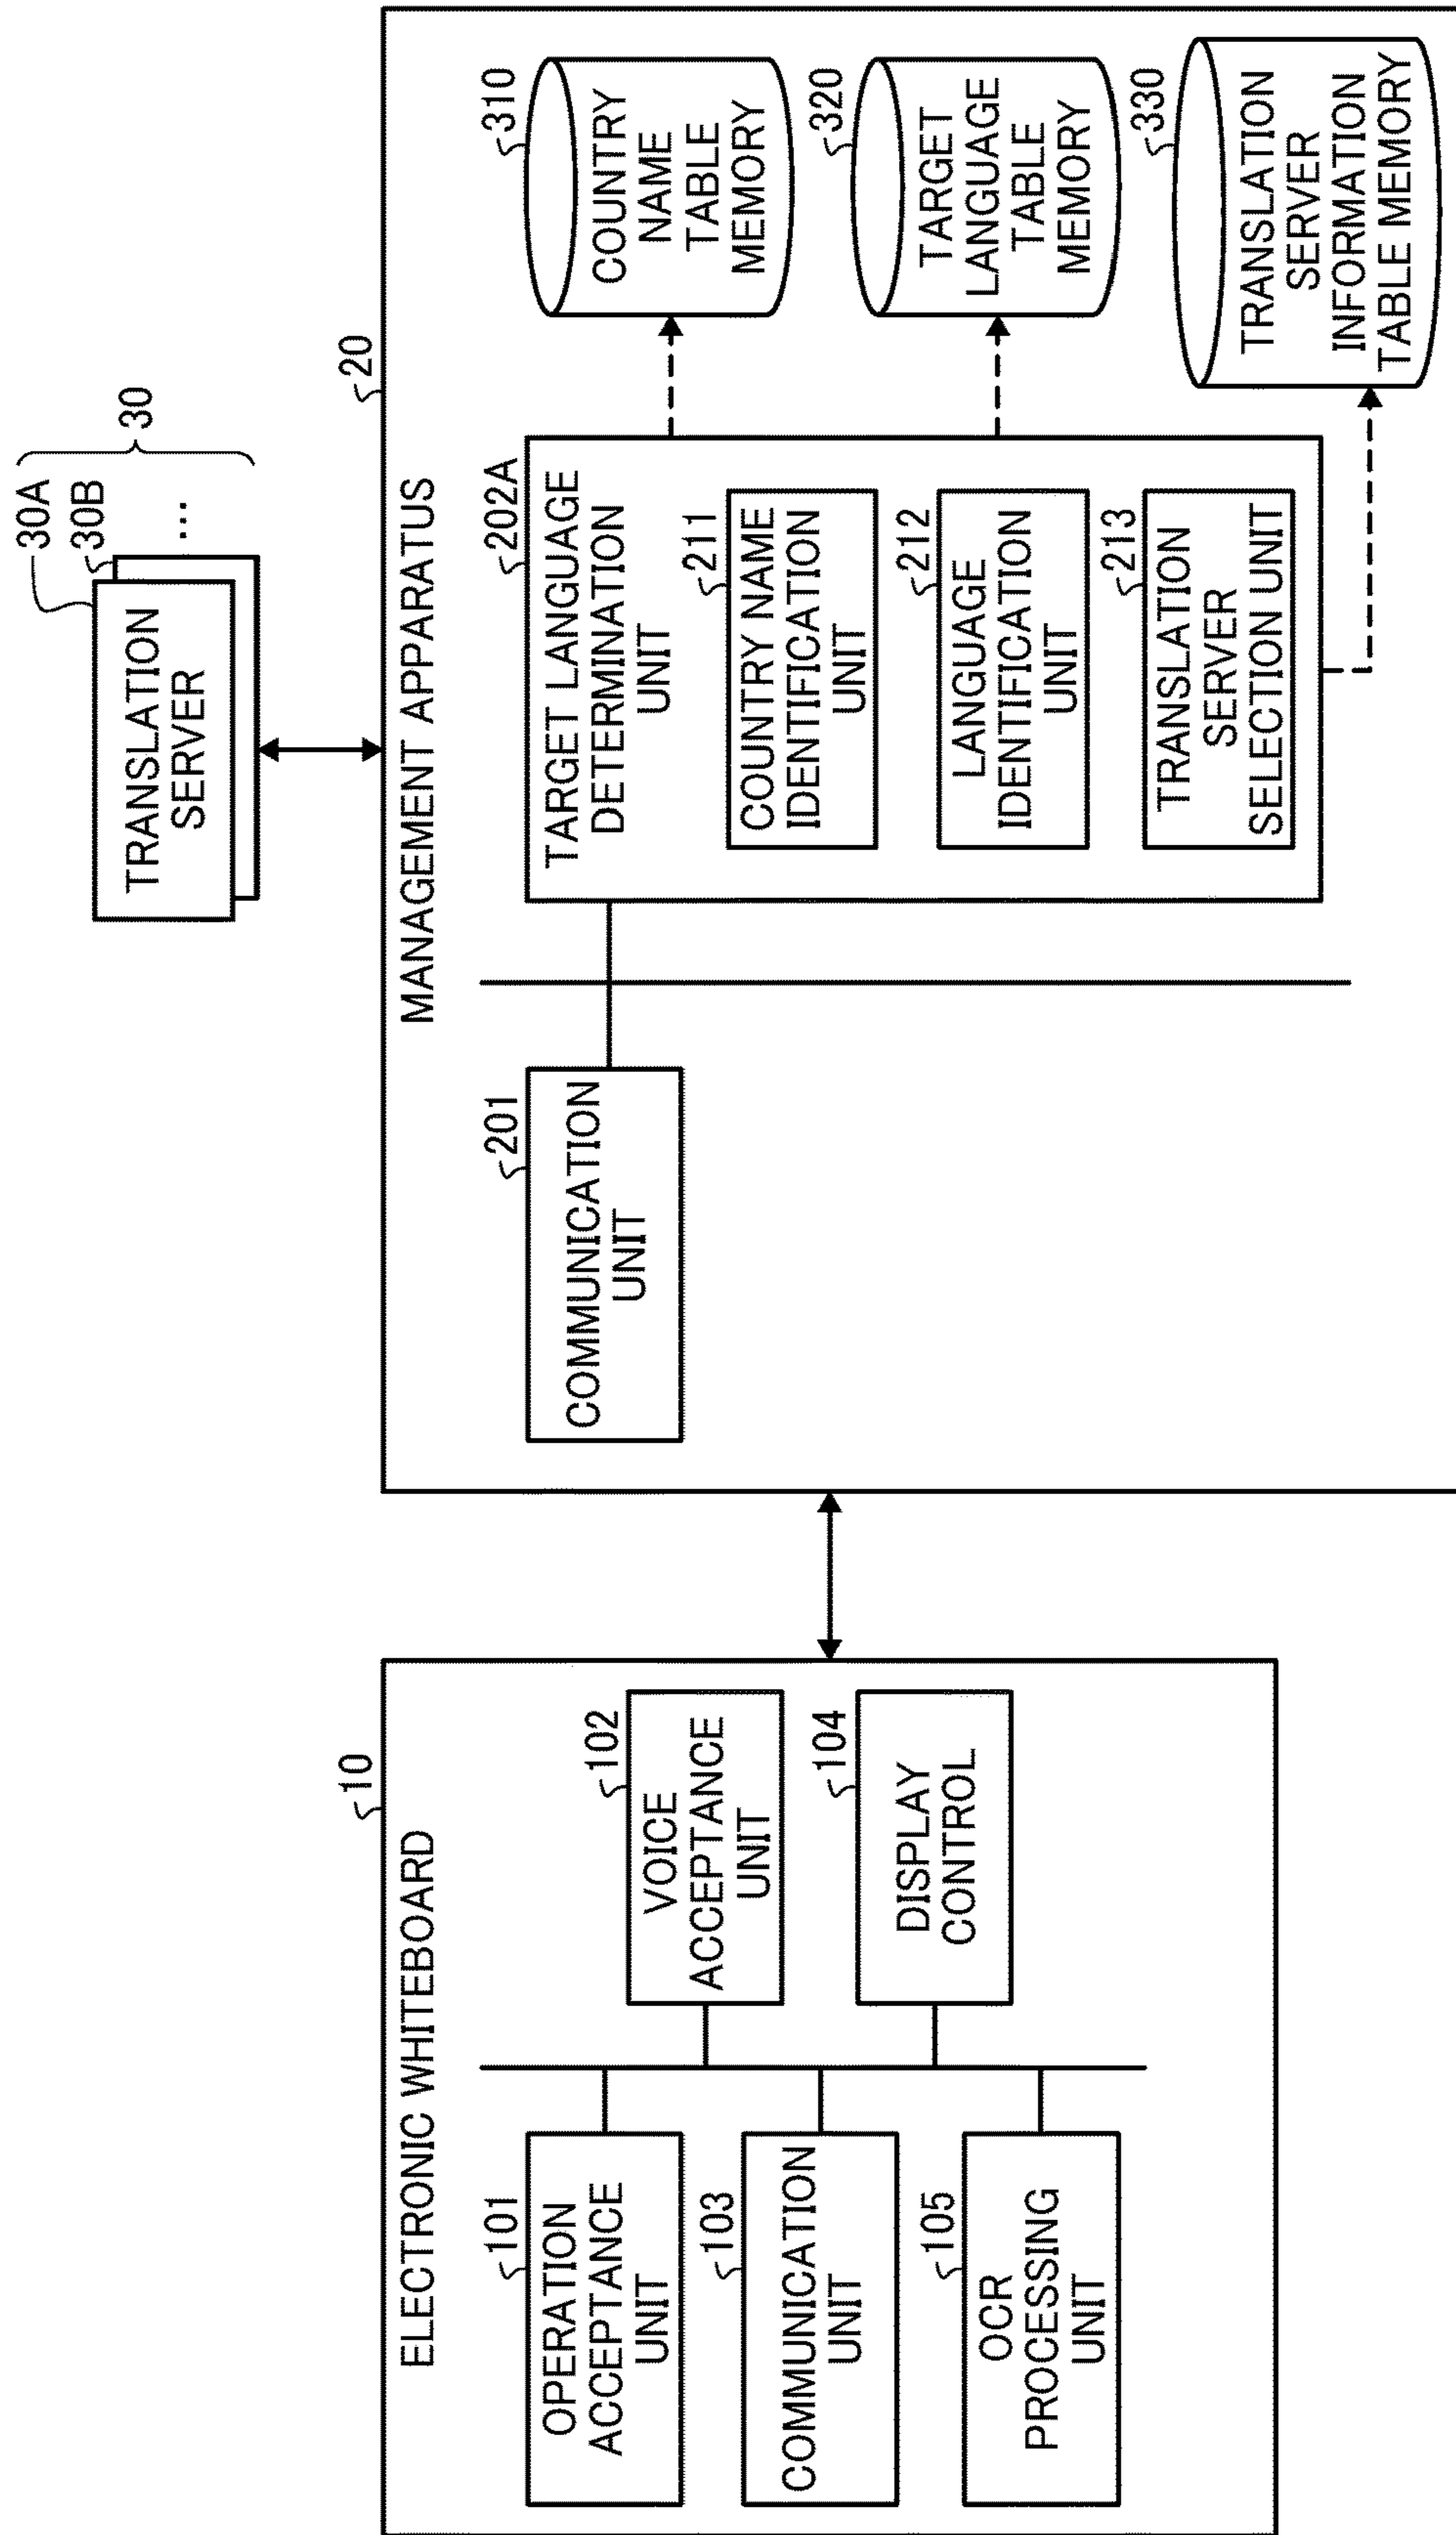 30A
30B
...
30
TRANSLATION
SERVER
10
ELECTRONIC WHITEBOARD
101
OPERATION
ACCEPTANCE
UNIT
102
VOICE
ACCEPTANCE
UNIT
103
COMMUNICATION
UNIT
104
DISPLAY
CONTROL
105
OCR
PROCESSING
UNIT
20
MANAGEMENT APPARATUS
201
COMMUNICATION
UNIT
202A
TARGET LANGUAGE
DETERMINATION
UNIT
211
COUNTRY NAME
IDENTIFICATION
UNIT
212
LANGUAGE
IDENTIFICATION
UNIT
213
TRANSLATION
SERVER
SELECTION UNIT
310
COUNTRY
NAME
TABLE
MEMORY
320
TARGET
LANGUAGE
TABLE
MEMORY
330
TRANSLATION
SERVER
INFORMATION
TABLE MEMORY